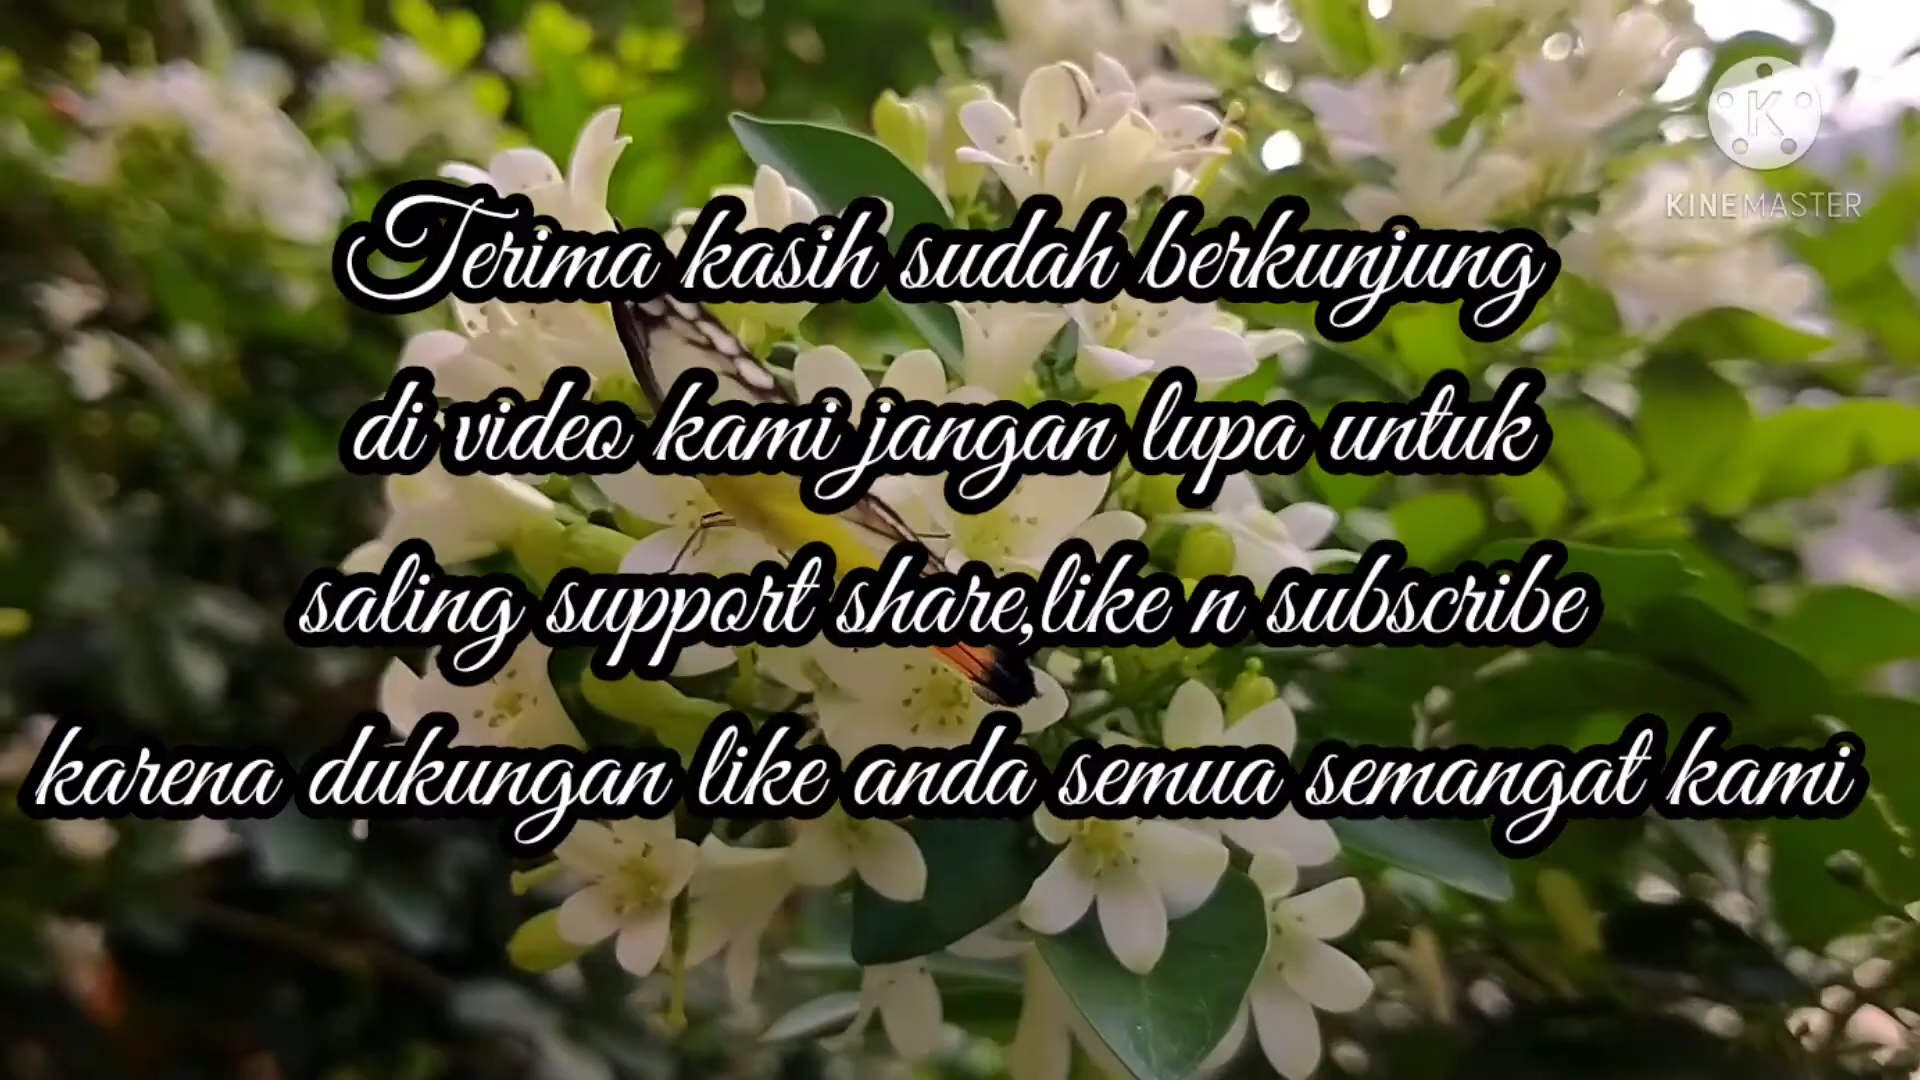 KINEMASTER
Terima kasih sudah berkunjung
di video kami jangan lupa untuk
saling support share,like n subscribe
karena dukungan like anda semua semangat kami